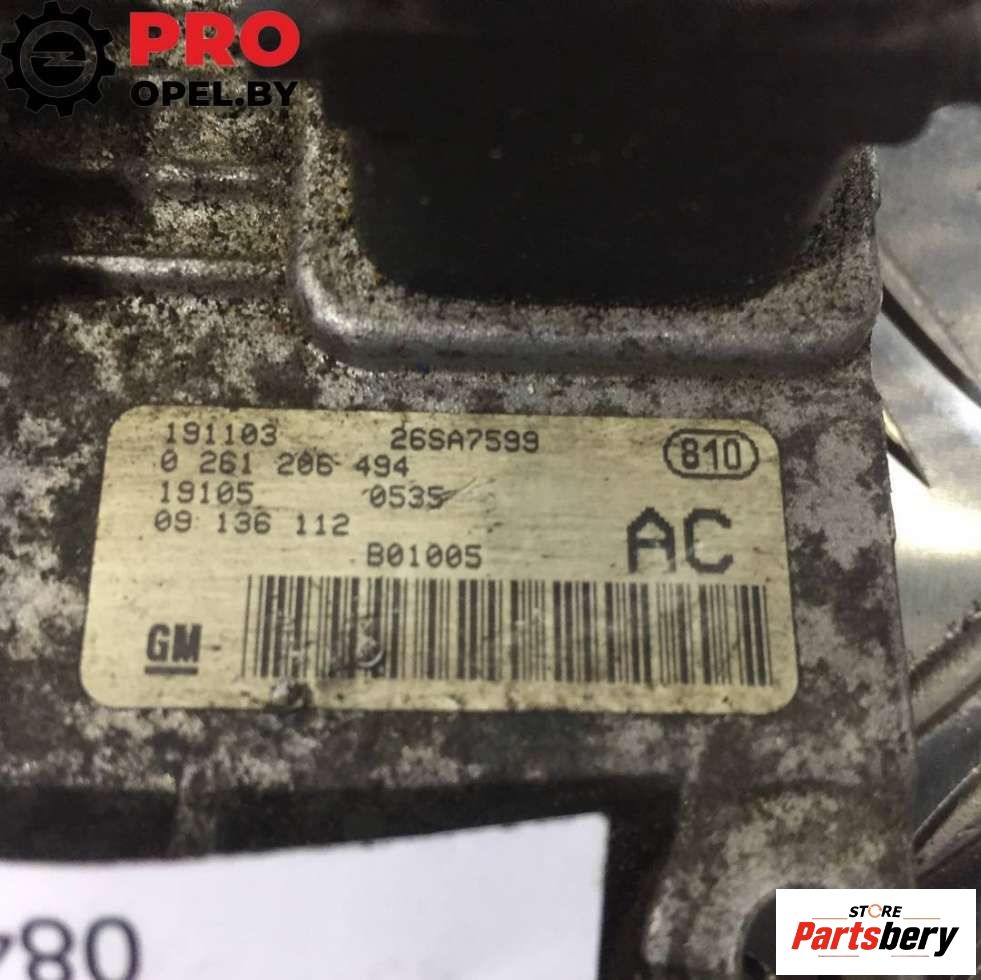 PRO
OPEL.BY
191103 26SA7599 810
0 261 206 494
19105 0535
09 136 112 AC
B01005
GM
STORE
Partsbery